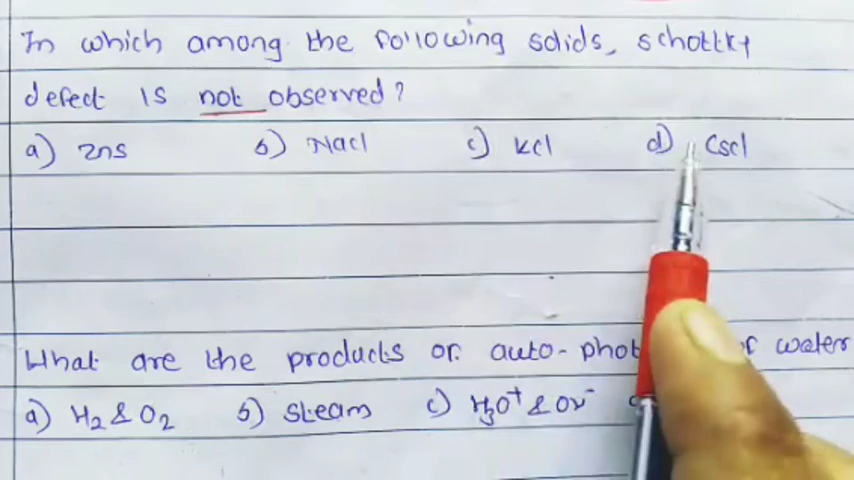 In which among the following solids, schottky
defect is not observed?
a) zns b) Nacl c) kcl d) cscl
What are the products of auto- of water
a) H₂ & O₂ b) steam c) H₃O⁺ & OH⁻